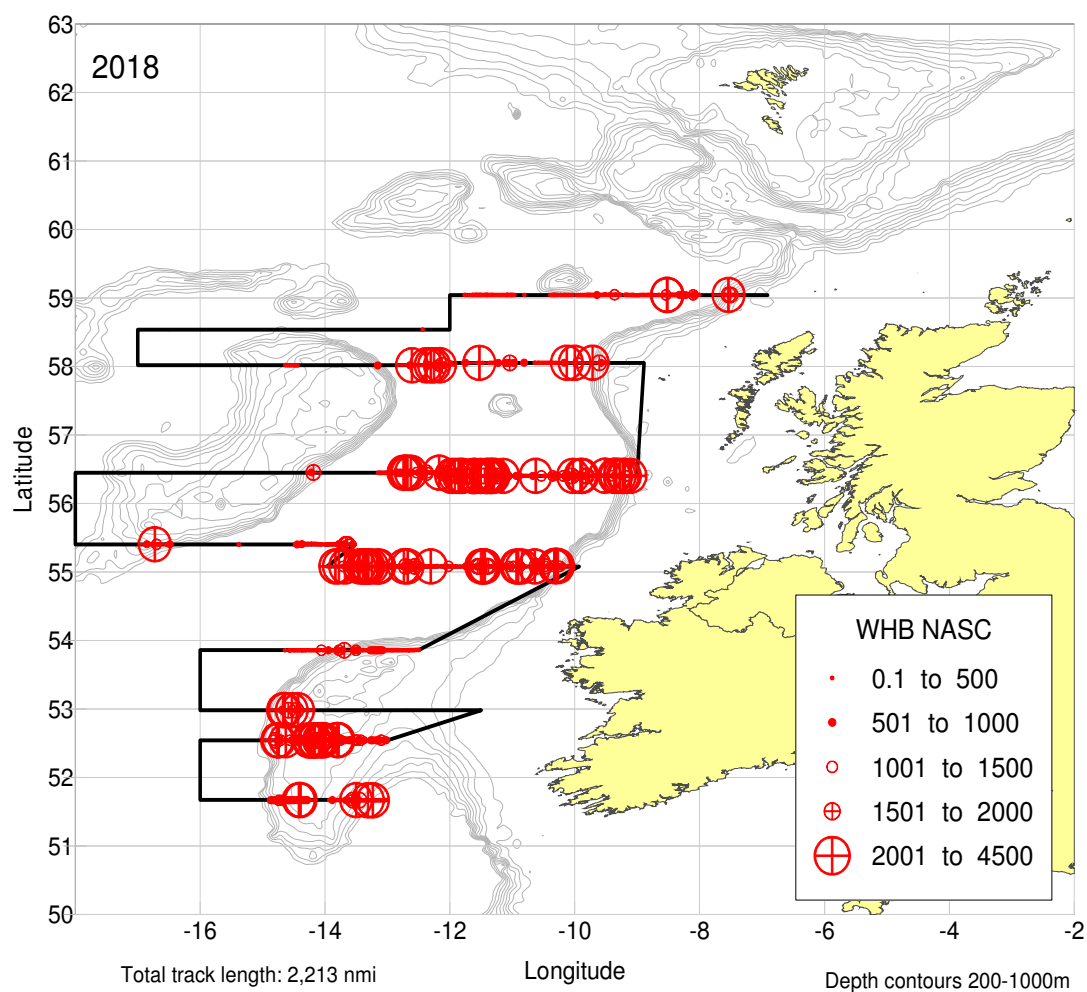 2018
63
62
61
60
59
58
57
56
55
54
53
52
51
50
Latitude
WHB NASC
0.1 to 500
501 to 1000
1001 to 1500
1501 to 2000
2001 to 4500
-16 -14 -12 -10 -8 -6 -4 -2
Total track length: 2,213 nmi Longitude Depth contours 200-1000m